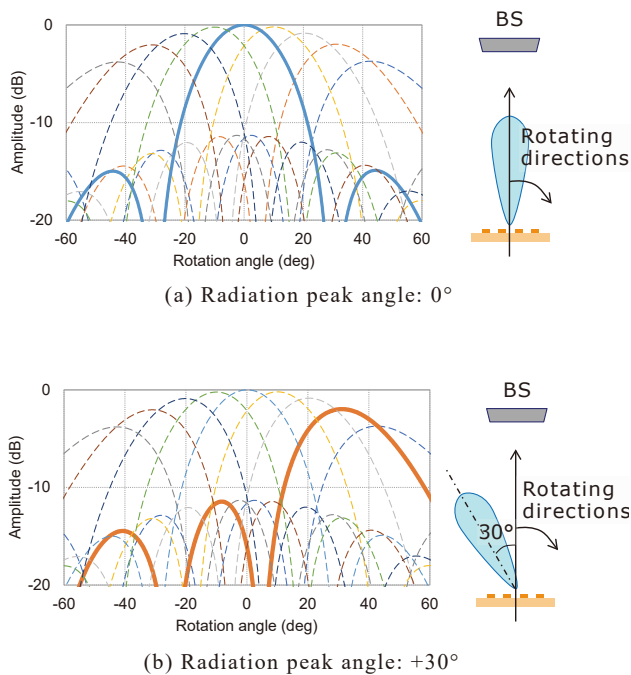 BS
0
-10
-20
Amplitude (dB)
-60 -40 -20 0 20 40 60
Rotation angle (deg)
Rotating
directions
(a) Radiation peak angle: 0°
BS
0
-10
-20
Amplitude (dB)
-60 -40 -20 0 20 40 60
Rotation angle (deg)
30°
Rotating
directions
(b) Radiation peak angle: +30°